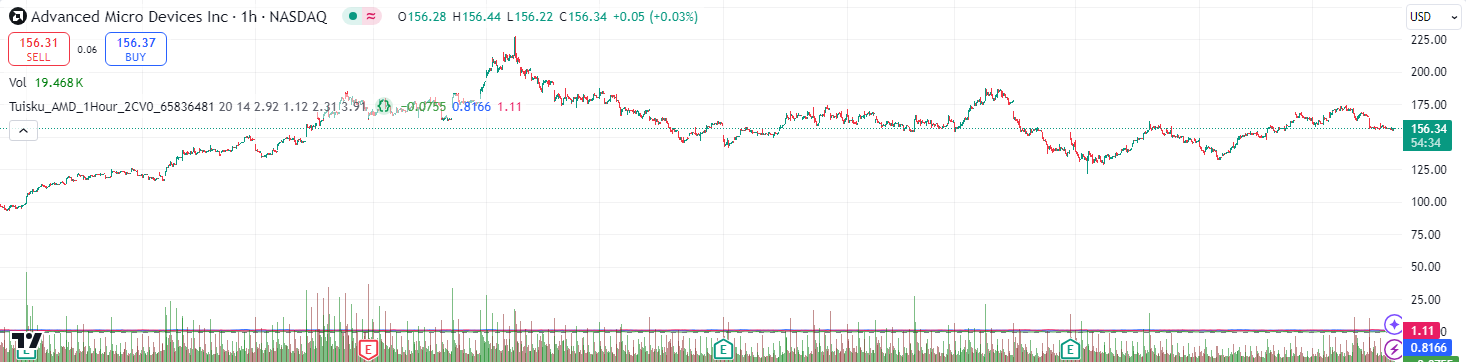 Advanced Micro Devices Inc · 1h · NASDAQ ≈ O156.28 H156.44 L156.22 C156.34 +0.05 (+0.03%)
USD
156.31 SELL 0.06 156.37 BUY
Vol 19.468 K
Tuisku_AMD_1Hour_2CV0_65836481 20 14 2.92 1.12 2.31 3.91 {} −0.0755 0.8166 1.11
225.00
200.00
175.00
156.34
54:34
125.00
100.00
75.00
50.00
25.00
1.11
0.8166
E E E E